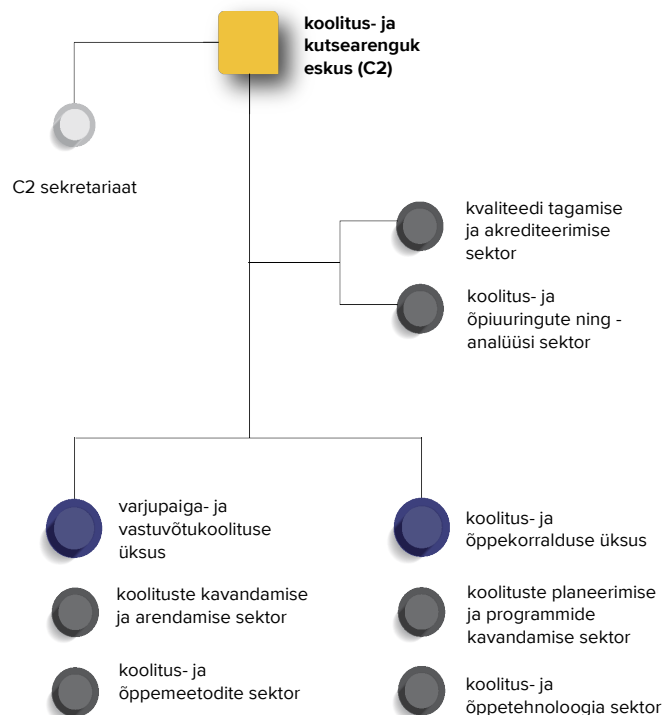 koolitus- ja
kutsearenguk
eskus (C2)
C2 sekretariaat
kvaliteedi tagamise
ja akrediteerimise
sektor
koolitus- ja
õpiuuringute ning -
analüüsi sektor
varjupaiga- ja
vastuvõtukoolituse
üksus
koolitus- ja
õppekorralduse üksus
koolituste kavandamise
ja arendamise sektor
koolituste planeerimise
ja programmide
kavandamise sektor
koolitus- ja
õppemeetodite sektor
koolitus- ja
õppetehnoloogia sektor